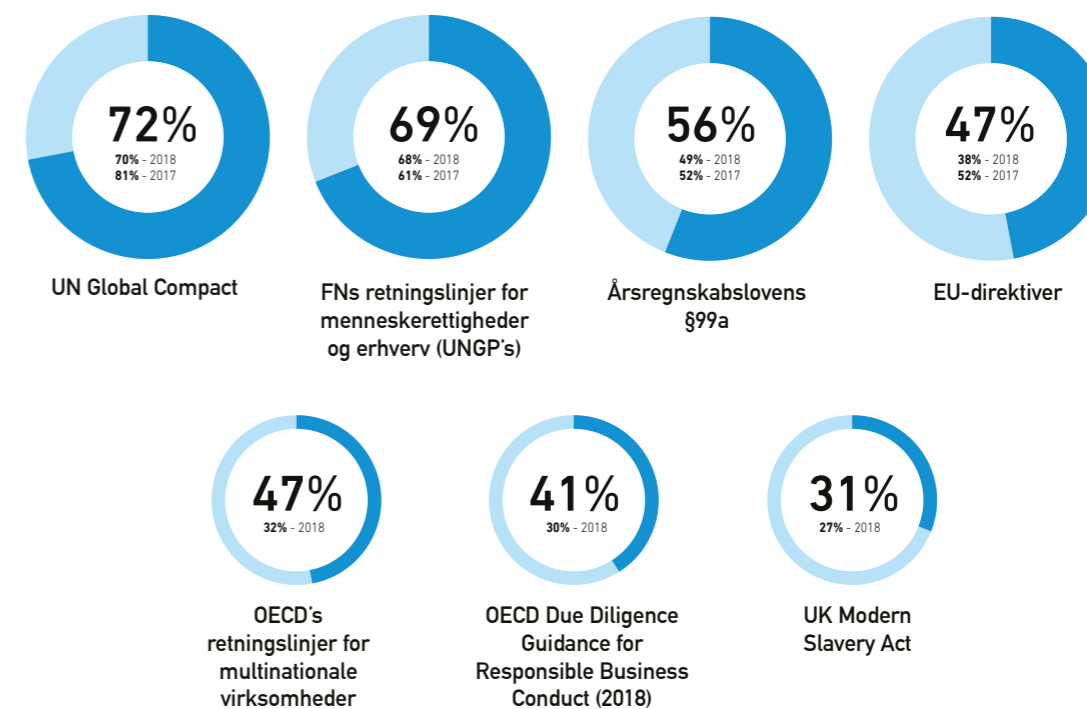 72%
70% - 2018
81% - 2017
UN Global Compact
69%
68% - 2018
61% - 2017
FNs retningslinjer for
menneskerettigheder
og erhverv (UNGP’s)
56%
49% - 2018
52% - 2017
Årsregnskabslovens
§99a
47%
38% - 2018
52% - 2017
EU-direktiver
47%
32% - 2018
OECD’s
retningslinjer for
multinationale
virksomheder
41%
30% - 2018
OECD Due Diligence
Guidance for
Responsible Business
Conduct (2018)
31%
27% - 2018
UK Modern
Slavery Act